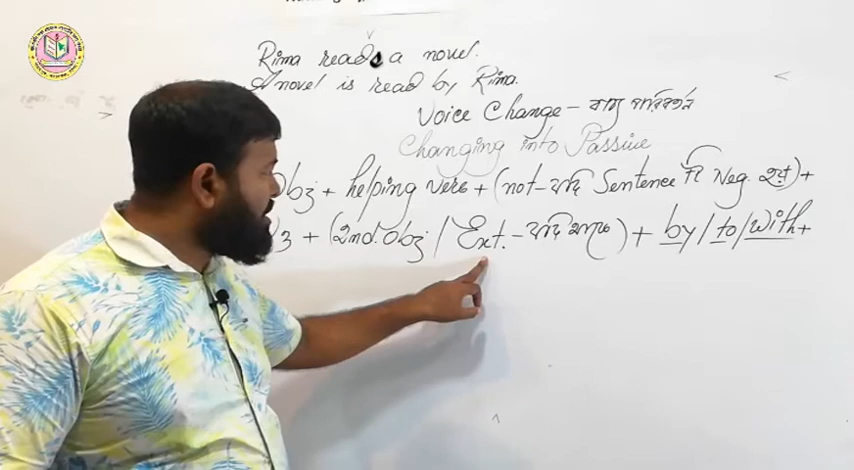 Rima reads a novel.
A novel is read by Rima.
Voice Change - বাচ্য পরিবর্তন
Changing into Passive
Obj + helping verb + (not - যদি Sentence টি Neg. হয়) +
3 + (2nd. Obj / Ext. - যদি থাকে) + by / to / with +